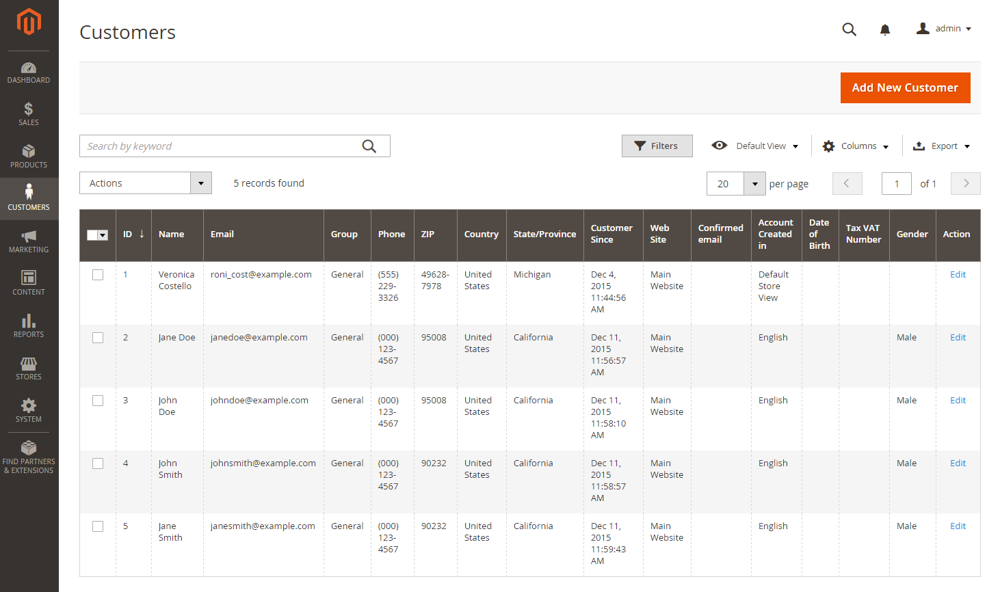 Customers
admin
DASHBOARD
SALES
PRODUCTS
CUSTOMERS
MARKETING
CONTENT
REPORTS
STORES
SYSTEM
FIND PARTNERS
& EXTENSIONS
Add New Customer
Search by keyword
Filters
Default View
Columns
Export
Actions
5 records found
20
per page
1
of 1
ID ↓
Name
Email
Group
Phone
ZIP
Country
State/Province
Customer
Since
Web
Site
Confirmed
email
Account
Created
in
Date
of
Birth
Tax VAT
Number
Gender
Action
1
Veronica
Costello
roni_cost@example.com
General
(555)
229-
3326
49628-
7978
United
States
Michigan
Dec 4,
2015
11:44:56
AM
Main
Website
Default
Store
View
Edit
2
Jane Doe
janedoe@example.com
General
(000)
123-
4567
95008
United
States
California
Dec 11,
2015
11:56:57
AM
Main
Website
English
Male
Edit
3
John
Doe
johndoe@example.com
General
(000)
123-
4567
95008
United
States
California
Dec 11,
2015
11:58:10
AM
Main
Website
English
Male
Edit
4
John
Smith
johnsmith@example.com
General
(000)
123-
4567
90232
United
States
California
Dec 11,
2015
11:58:57
AM
Main
Website
English
Male
Edit
5
Jane
Smith
janesmith@example.com
General
(000)
123-
4567
90232
United
States
California
Dec 11,
2015
11:59:43
AM
Main
Website
English
Male
Edit